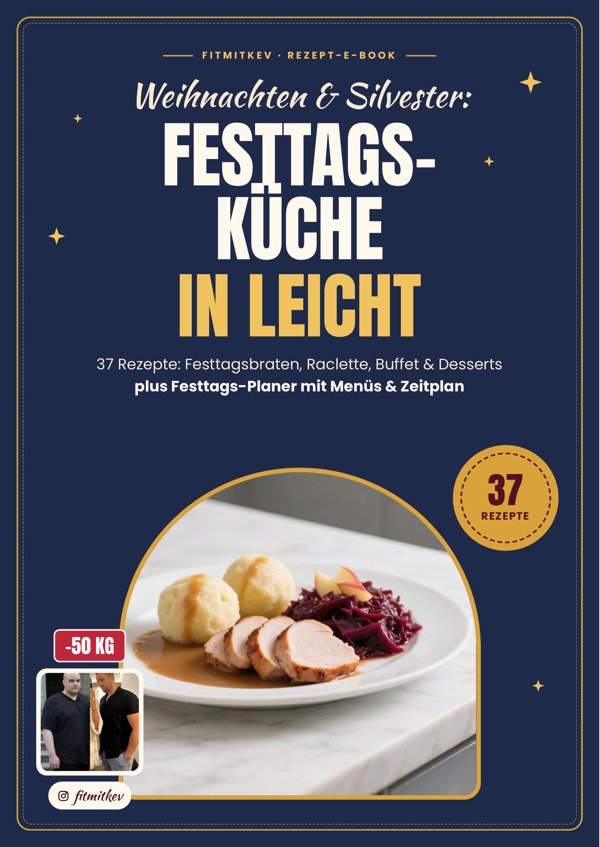 FITMITKEV · REZEPT-E-BOOK
Weihnachten & Silvester:
FESTTAGS-
KÜCHE
IN LEICHT
37 Rezepte: Festtagsbraten, Raclette, Buffet & Desserts
plus Festtags-Planer mit Menüs & Zeitplan
37
REZEPTE
-50 KG
fitmitkev